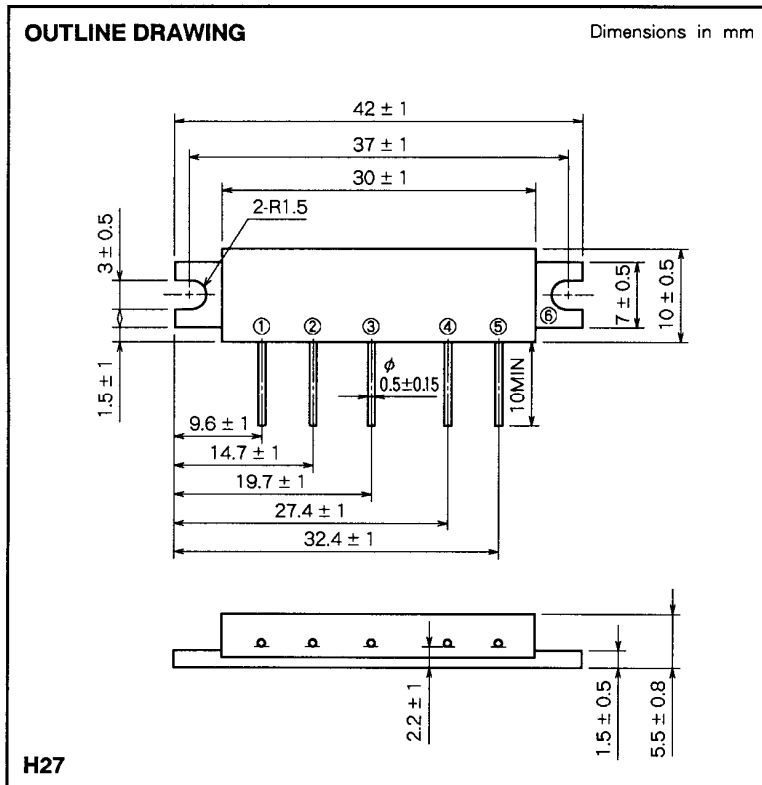 OUTLINE DRAWING
Dimensions in mm
42 ± 1
37 ± 1
30 ± 1
2-R1.5
3 ± 0.5
7 ± 0.5
10 ± 0.5
⑥
① ② ③ ④ ⑤
1.5 ± 1
ϕ
0.5±0.15
10MIN
9.6 ± 1
14.7 ± 1
19.7 ± 1
27.4 ± 1
32.4 ± 1
2.2 ± 1
1.5 ± 0.5
5.5 ± 0.8
H27